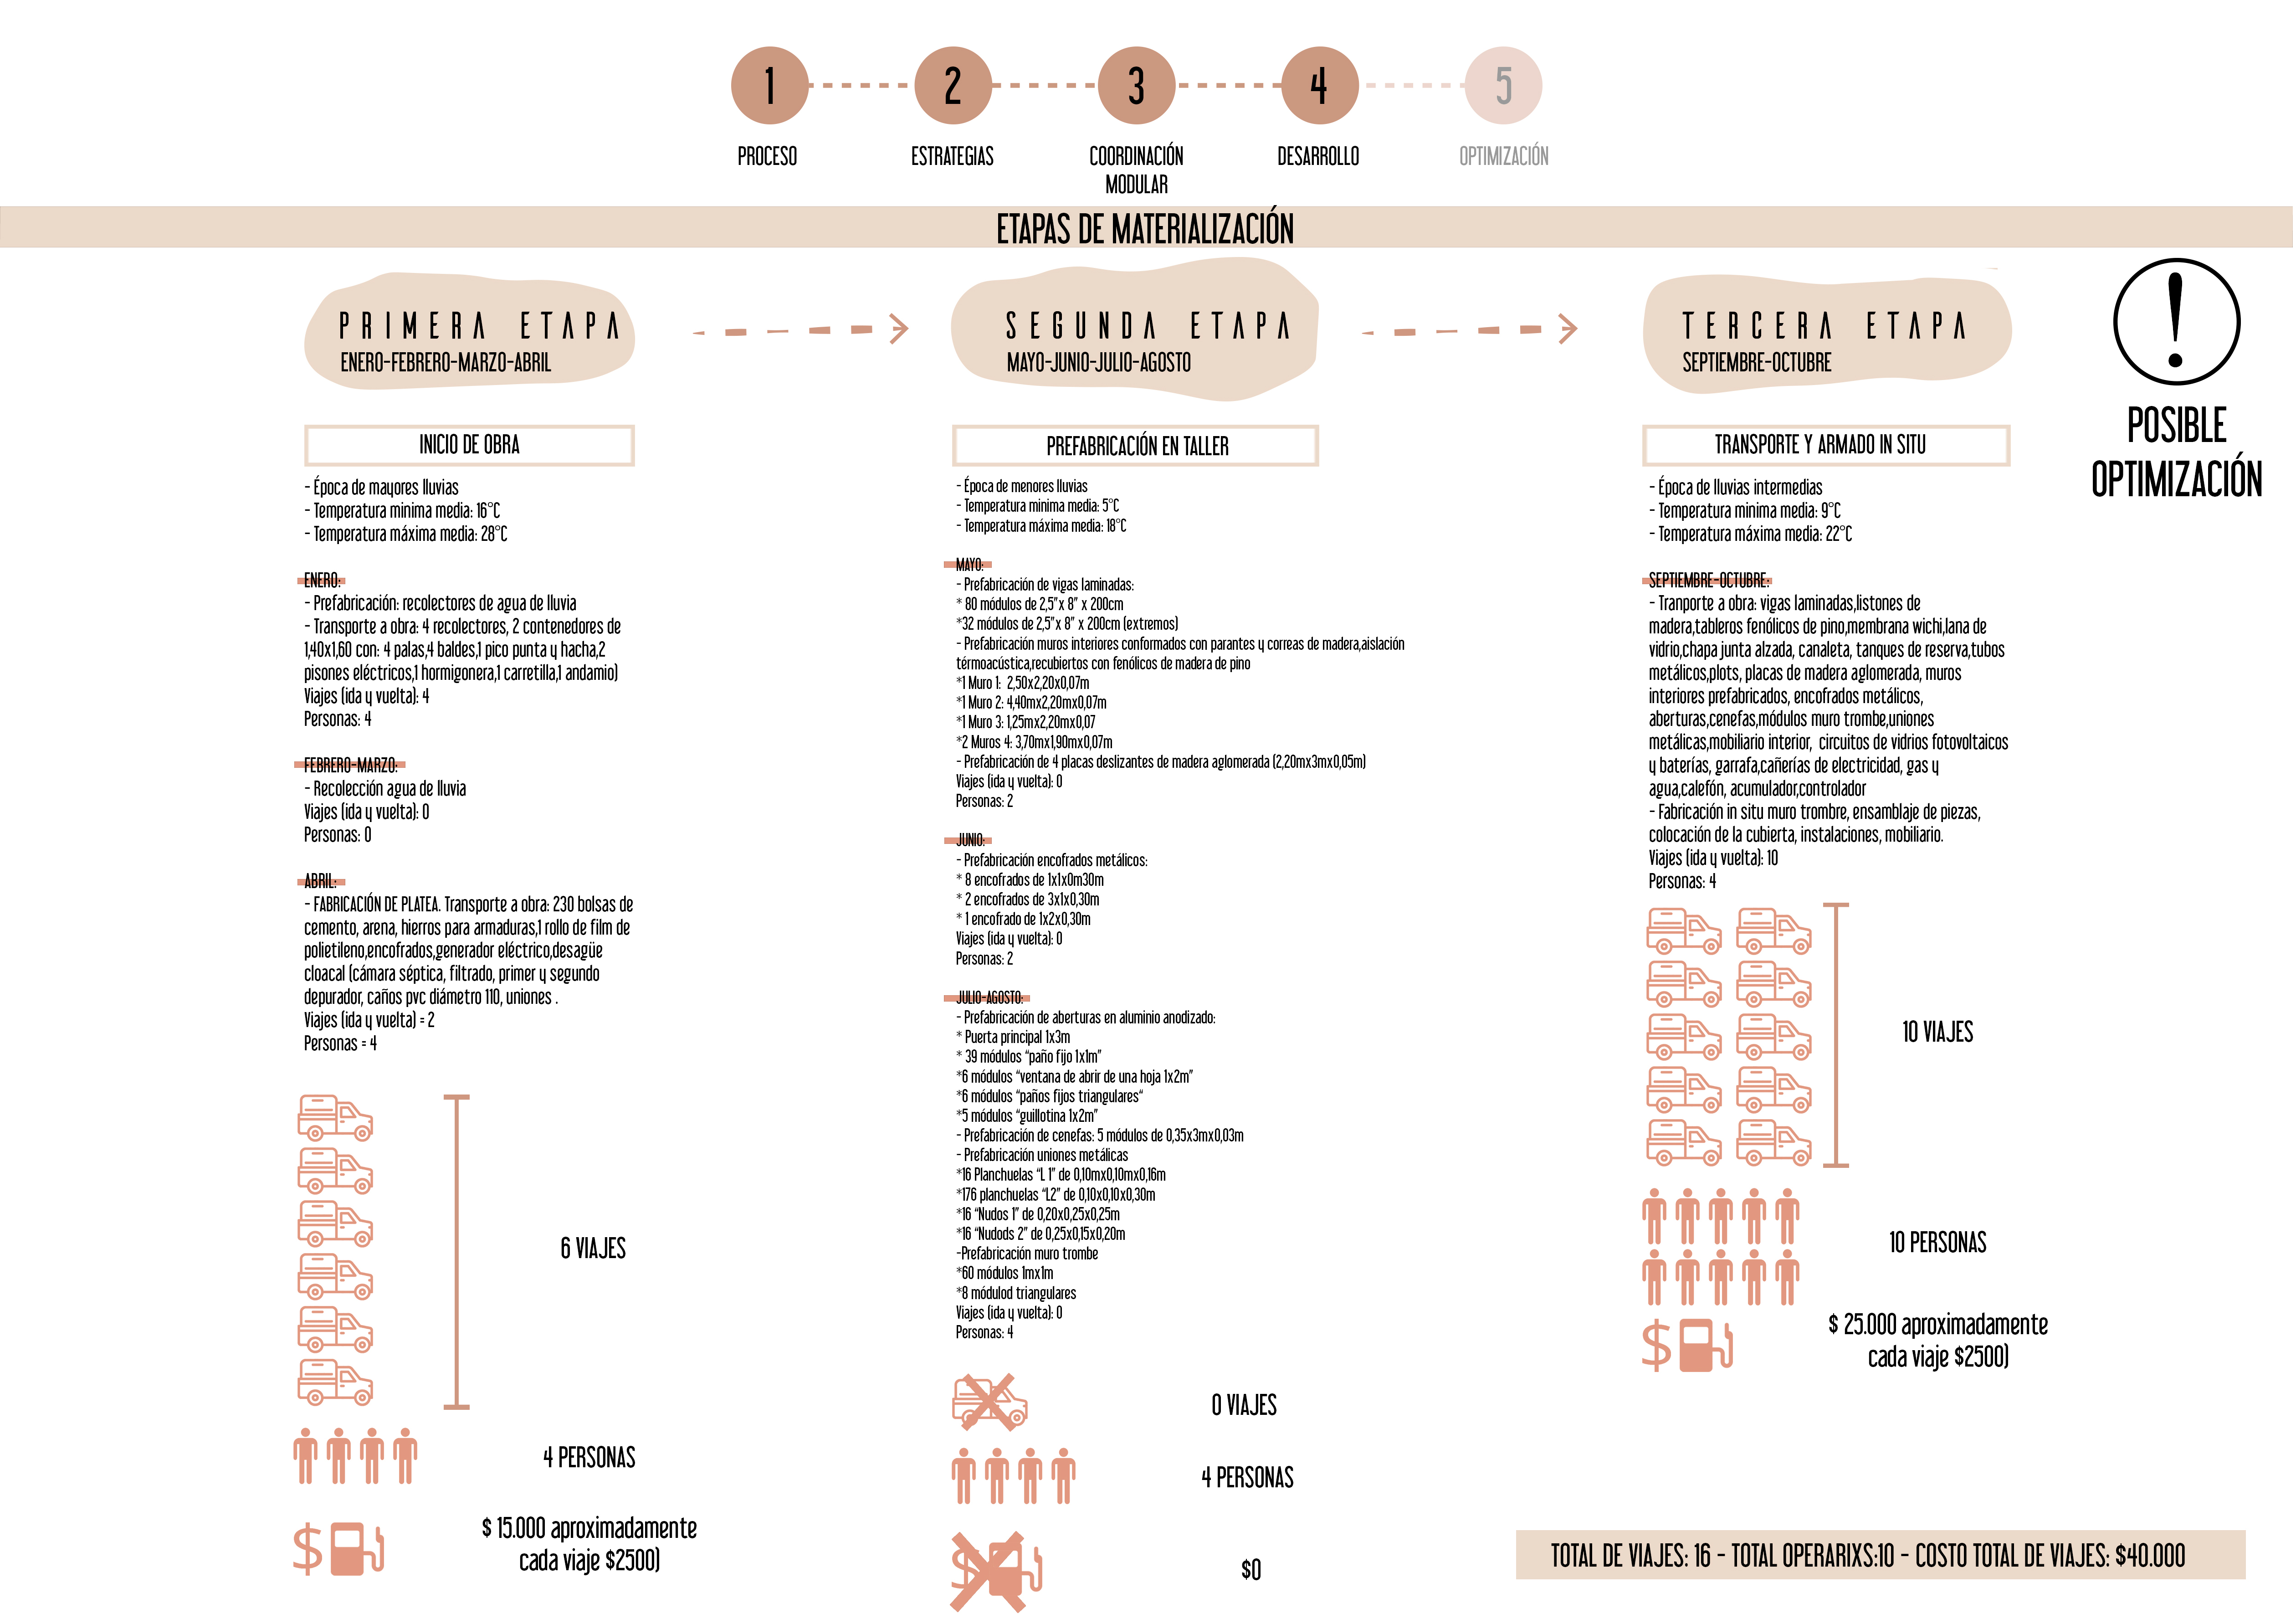 1
2
3
4
5
PROCESO
ESTRATEGIAS
COORDINACIÓN
MODULAR
DESARROLLO
OPTIMIZACIÓN
ETAPAS DE MATERIALIZACIÓN
PRIMERA ETAPA
ENERO-FEBRERO-MARZO-ABRIL
INICIO DE OBRA
- Época de mayores lluvias
- Temperatura minima media: 16°C
- Temperatura máxima media: 28°C
ENERO:
- Prefabricación: recolectores de agua de lluvia
- Transporte a obra: 4 recolectores, 2 contenedores de
1,40x1,60 con: 4 palas,4 baldes,1 pico punta y hacha,2
pisones eléctricos,1 hormigonera,1 carretilla,1 andamio)
Viajes (ida y vuelta): 4
Personas: 4
FEBRERO-MARZO:
- Recolección agua de lluvia
Viajes (ida y vuelta): 0
Personas: 0
ABRIL:
- FABRICACIÓN DE PLATEA. Transporte a obra: 230 bolsas de
cemento, arena, hierros para armaduras,1 rollo de film de
polietileno,encofrados,generador eléctrico,desagüe
cloacal (cámara séptica, filtrado, primer y segundo
depurador, caños pvc diámetro 110, uniones .
Viajes (ida y vuelta) = 2
Personas = 4
6 VIAJES
4 PERSONAS
$ 15.000 aproximadamente
cada viaje $2500)
SEGUNDA ETAPA
MAYO-JUNIO-JULIO-AGOSTO
PREFABRICACIÓN EN TALLER
- Época de menores lluvias
- Temperatura minima media: 5°C
- Temperatura máxima media: 18°C
MAYO:
- Prefabricación de vigas laminadas:
* 80 módulos de 2,5”x 8” x 200cm
*32 módulos de 2,5”x 8” x 200cm (extremos)
- Prefabricación muros interiores conformados con parantes y correas de madera,aislación
térmoacústica,recubiertos con fenólicos de madera de pino
*1 Muro 1:  2,50x2,20x0,07m
*1 Muro 2: 4,40mx2,20mx0,07m
*1 Muro 3: 1,25mx2,20mx0,07
*2 Muros 4: 3,70mx1,90mx0,07m
- Prefabricación de 4 placas deslizantes de madera aglomerada (2,20mx3mx0,05m)
Viajes (ida y vuelta): 0
Personas: 2
JUNIO:
- Prefabricación encofrados metálicos:
* 8 encofrados de 1x1x0m30m
* 2 encofrados de 3x1x0,30m
* 1 encofrado de 1x2x0,30m
Viajes (ida y vuelta): 0
Personas: 2
JULIO-AGOSTO:
- Prefabricación de aberturas en aluminio anodizado:
* Puerta principal 1x3m
* 39 módulos “paño fijo 1x1m”
*6 módulos “ventana de abrir de una hoja 1x2m”
*6 módulos “paños fijos triangulares“
*5 módulos “guillotina 1x2m”
- Prefabricación de cenefas: 5 módulos de 0,35x3mx0,03m
- Prefabricación uniones metálicas
*16 Planchuelas “L 1” de 0,10mx0,10mx0,16m
*176 planchuelas “L2” de 0,10x0,10x0,30m
*16 “Nudos 1” de 0,20x0,25x0,25m
*16 “Nudods 2” de 0,25x0,15x0,20m
-Prefabricación muro trombe
*60 módulos 1mx1m
*8 módulod triangulares
Viajes (ida y vuelta): 0
Personas: 4
0 VIAJES
4 PERSONAS
$
$0
TERCERA ETAPA
SEPTIEMBRE-OCTUBRE
TRANSPORTE Y ARMADO IN SITU
- Época de lluvias intermedias
- Temperatura minima media: 9°C
- Temperatura máxima media: 22°C
SEPTIEMBRE-OCTUBRE:
- Tranporte a obra: vigas laminadas,listones de
madera,tableros fenólicos de pino,membrana wichi,lana de
vidrio,chapa junta alzada, canaleta, tanques de reserva,tubos
metálicos,plots, placas de madera aglomerada, muros
interiores prefabricados, encofrados metálicos,
aberturas,cenefas,módulos muro trombe,uniones
metálicas,mobiliario interior,  circuitos de vidrios fotovoltaicos
y baterías, garrafa,cañerías de electricidad, gas y
agua,calefón, acumulador,controlador
- Fabricación in situ muro trombre, ensamblaje de piezas,
colocación de la cubierta, instalaciones, mobiliario.
Viajes (ida y vuelta): 10
Personas: 4
10 VIAJES
10 PERSONAS
$
$ 25.000 aproximadamente
cada viaje $2500)
!
POSIBLE
OPTIMIZACIÓN
TOTAL DE VIAJES: 16 - TOTAL OPERARIXS:10 - COSTO TOTAL DE VIAJES: $40.000